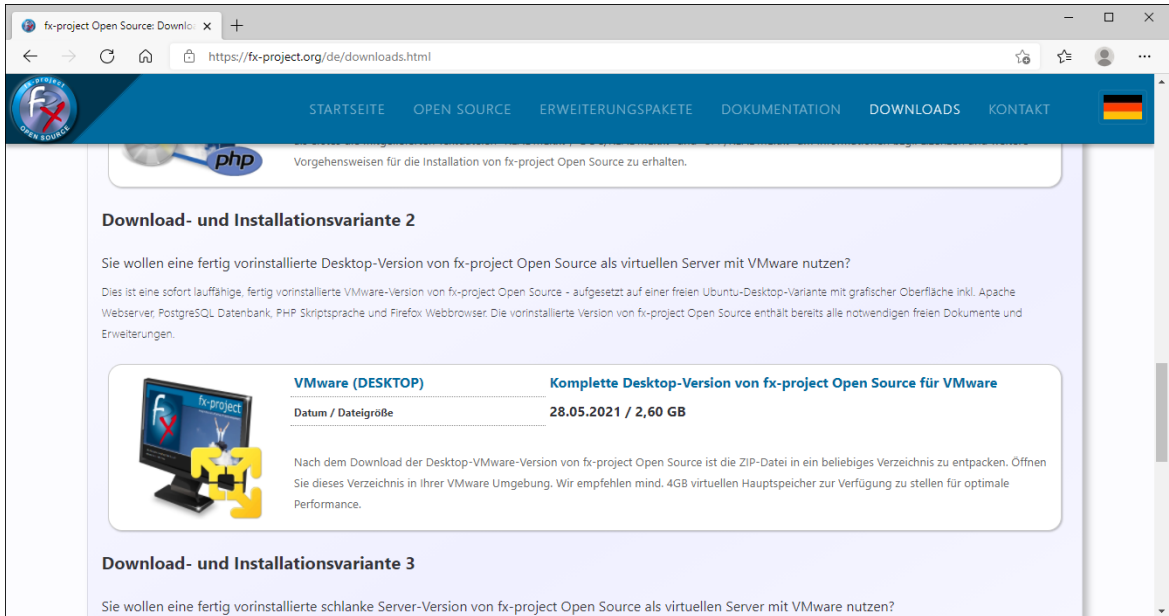 fx-project Open Source: Downlo
https://fx-project.org/de/downloads.html
fx-project
FX
OPEN SOURCE
STARTSEITE OPEN SOURCE ERWEITERUNGSPAKETE DOKUMENTATION DOWNLOADS KONTAKT
php
Vorgehensweisen für die Installation von fx-project Open Source zu erhalten.
Download- und Installationsvariante 2
Sie wollen eine fertig vorinstallierte Desktop-Version von fx-project Open Source als virtuellen Server mit VMware nutzen?
Dies ist eine sofort lauffähige, fertig vorinstallierte VMware-Version von fx-project Open Source - aufgesetzt auf einer freien Ubuntu-Desktop-Variante mit grafischer Oberfläche inkl. Apache
Webserver, PostgreSQL Datenbank, PHP Skriptsprache und Firefox Webbrowser. Die vorinstallierte Version von fx-project Open Source enthält bereits alle notwendigen freien Dokumente und
Erweiterungen.
fx-project
fx
VMware (DESKTOP) Komplette Desktop-Version von fx-project Open Source für VMware
Datum / Dateigröße 28.05.2021 / 2,60 GB
Nach dem Download der Desktop-VMware-Version von fx-project Open Source ist die ZIP-Datei in ein beliebiges Verzeichnis zu entpacken. Öffnen
Sie dieses Verzeichnis in Ihrer VMware Umgebung. Wir empfehlen mind. 4GB virtuellen Hauptspeicher zur Verfügung zu stellen für optimale
Performance.
Download- und Installationsvariante 3
Sie wollen eine fertig vorinstallierte schlanke Server-Version von fx-project Open Source als virtuellen Server mit VMware nutzen?